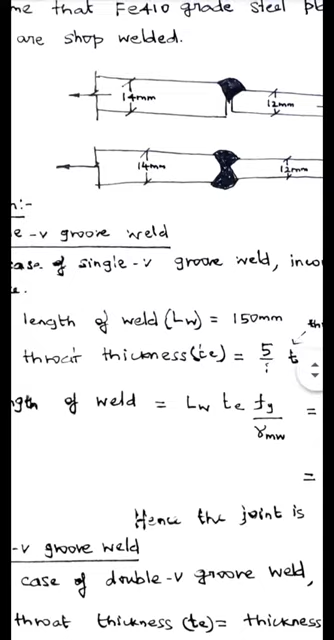 me that Fe410 grade steel pl
are shop welded.
14mm
12mm
14mm
12mm
n:-
e-v groove weld
case of single-v groove weld, inco
e.
length of weld (Lw) = 150mm
throat thickness (te) = 5 t
ngth of weld = Lw te fy =
γmw
=
Hence the joint is
-v groove weld
case of double-v groove weld,
throat thickness (te) = thickness